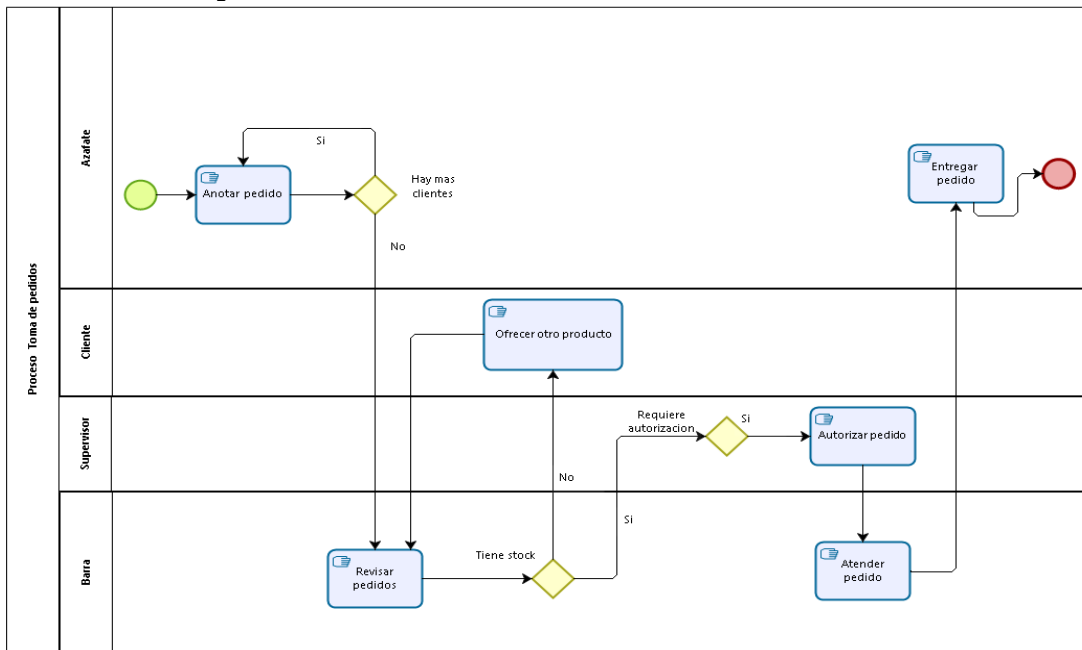 Proceso Toma de pedidos
Azafate
Si
Anotar pedido
Hay mas
clientes
No
Entregar
pedido
Cliente
Ofrecer otro producto
Supervisor
Requiere
autorizacion
Si
Autorizar pedido
No
Si
Barra
Revisar
pedidos
Tiene stock
Atender
pedido